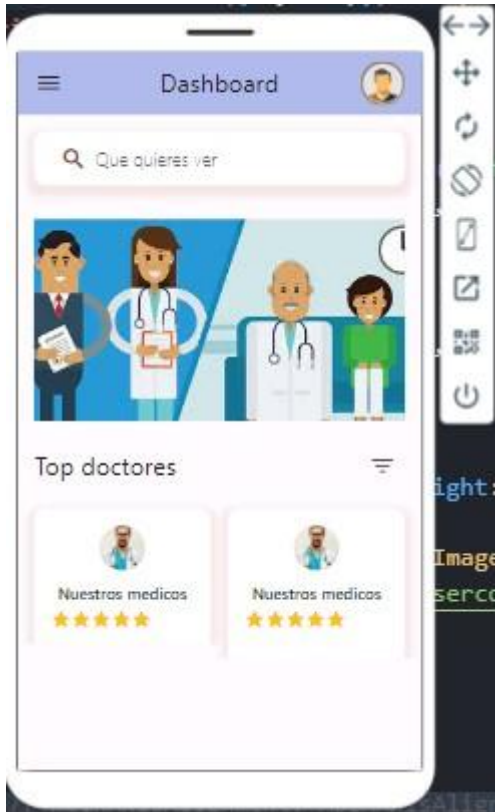 Dashboard
Que quieres ver
Top doctores
ight:
Image
serco
Nuestros medicos
Nuestros medicos